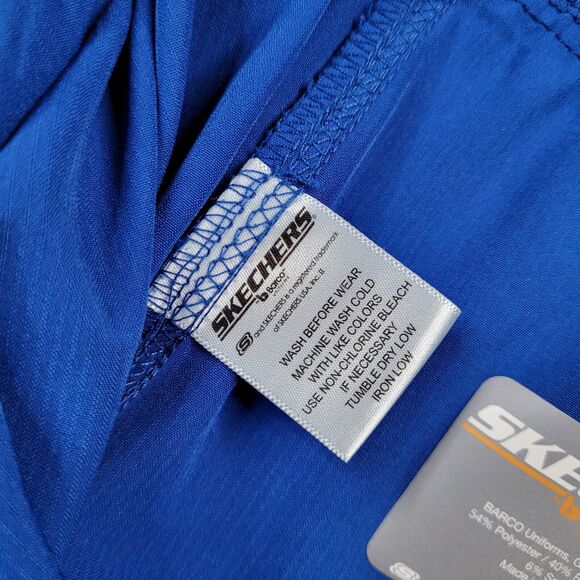 SKECHERS
by Barco
and SKECHERS is a registered trademark
of SKECHERS USA, Inc. II
WASH BEFORE WEAR
MACHINE WASH COLD
WITH LIKE COLORS
USE NON-CHLORINE BLEACH
IF NECESSARY
TUMBLE DRY LOW
IRON LOW
SKE
BARCO Uniforms,
54% Polyester / 40%
6%
Made